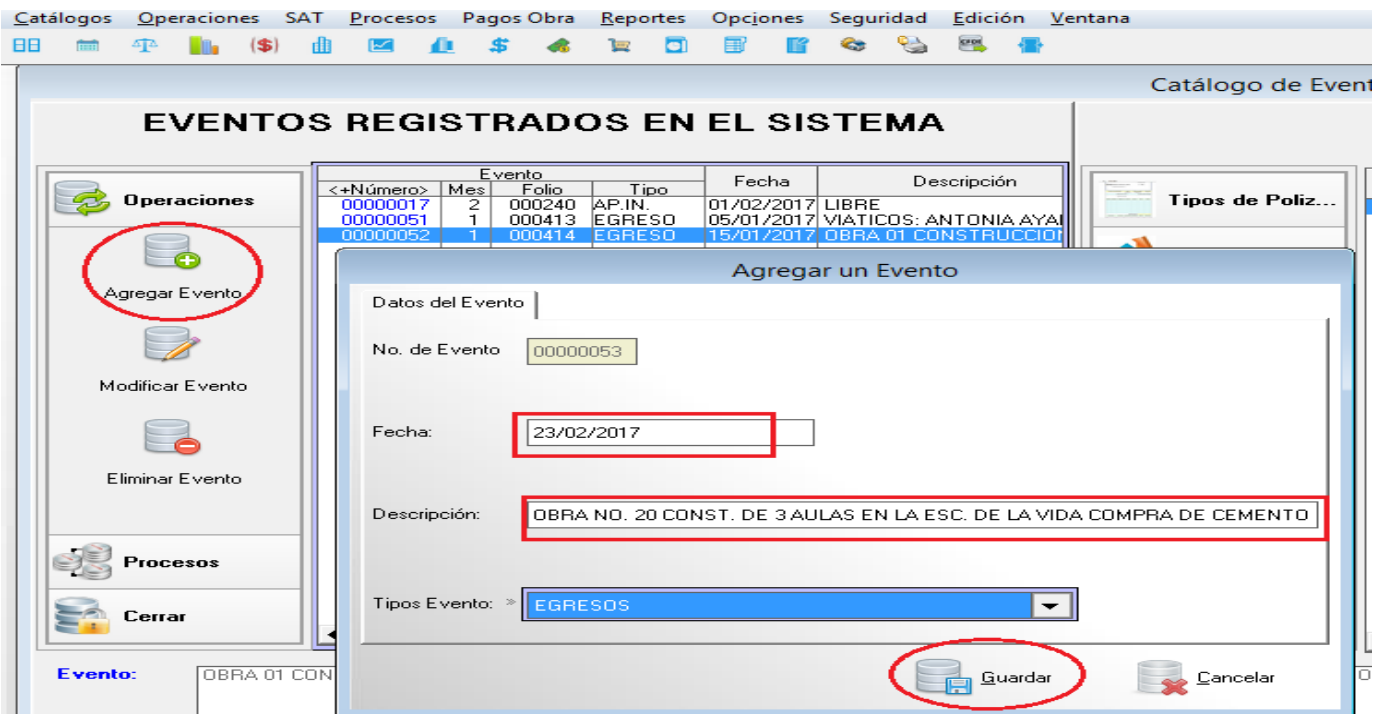 Catálogos Operaciones SAT Procesos Pagos Obra Reportes Opciones Seguridad Edición Ventana
($) $ CFDI
Catálogo de Event
EVENTOS REGISTRADOS EN EL SISTEMA
Operaciones
Agregar Evento
Modificar Evento
Eliminar Evento
Procesos
Cerrar
Evento Fecha Descripción
<+Número> Mes Folio Tipo
00000017 2 000240 AP.IN. 01/02/2017 LIBRE
00000051 1 000413 EGRESO 05/01/2017 VIATICOS: ANTONIA AYAL
00000052 1 000414 EGRESO 15/01/2017 OBRA 01 CONSTRUCCION
Tipos de Poliz...
Agregar un Evento
Datos del Evento
No. de Evento 00000053
Fecha: 23/02/2017
Descripción: OBRA NO. 20 CONST. DE 3 AULAS EN LA ESC. DE LA VIDA COMPRA DE CEMENTO
Tipos Evento: » EGRESOS
Guardar Cancelar
Evento: OBRA 01 CON